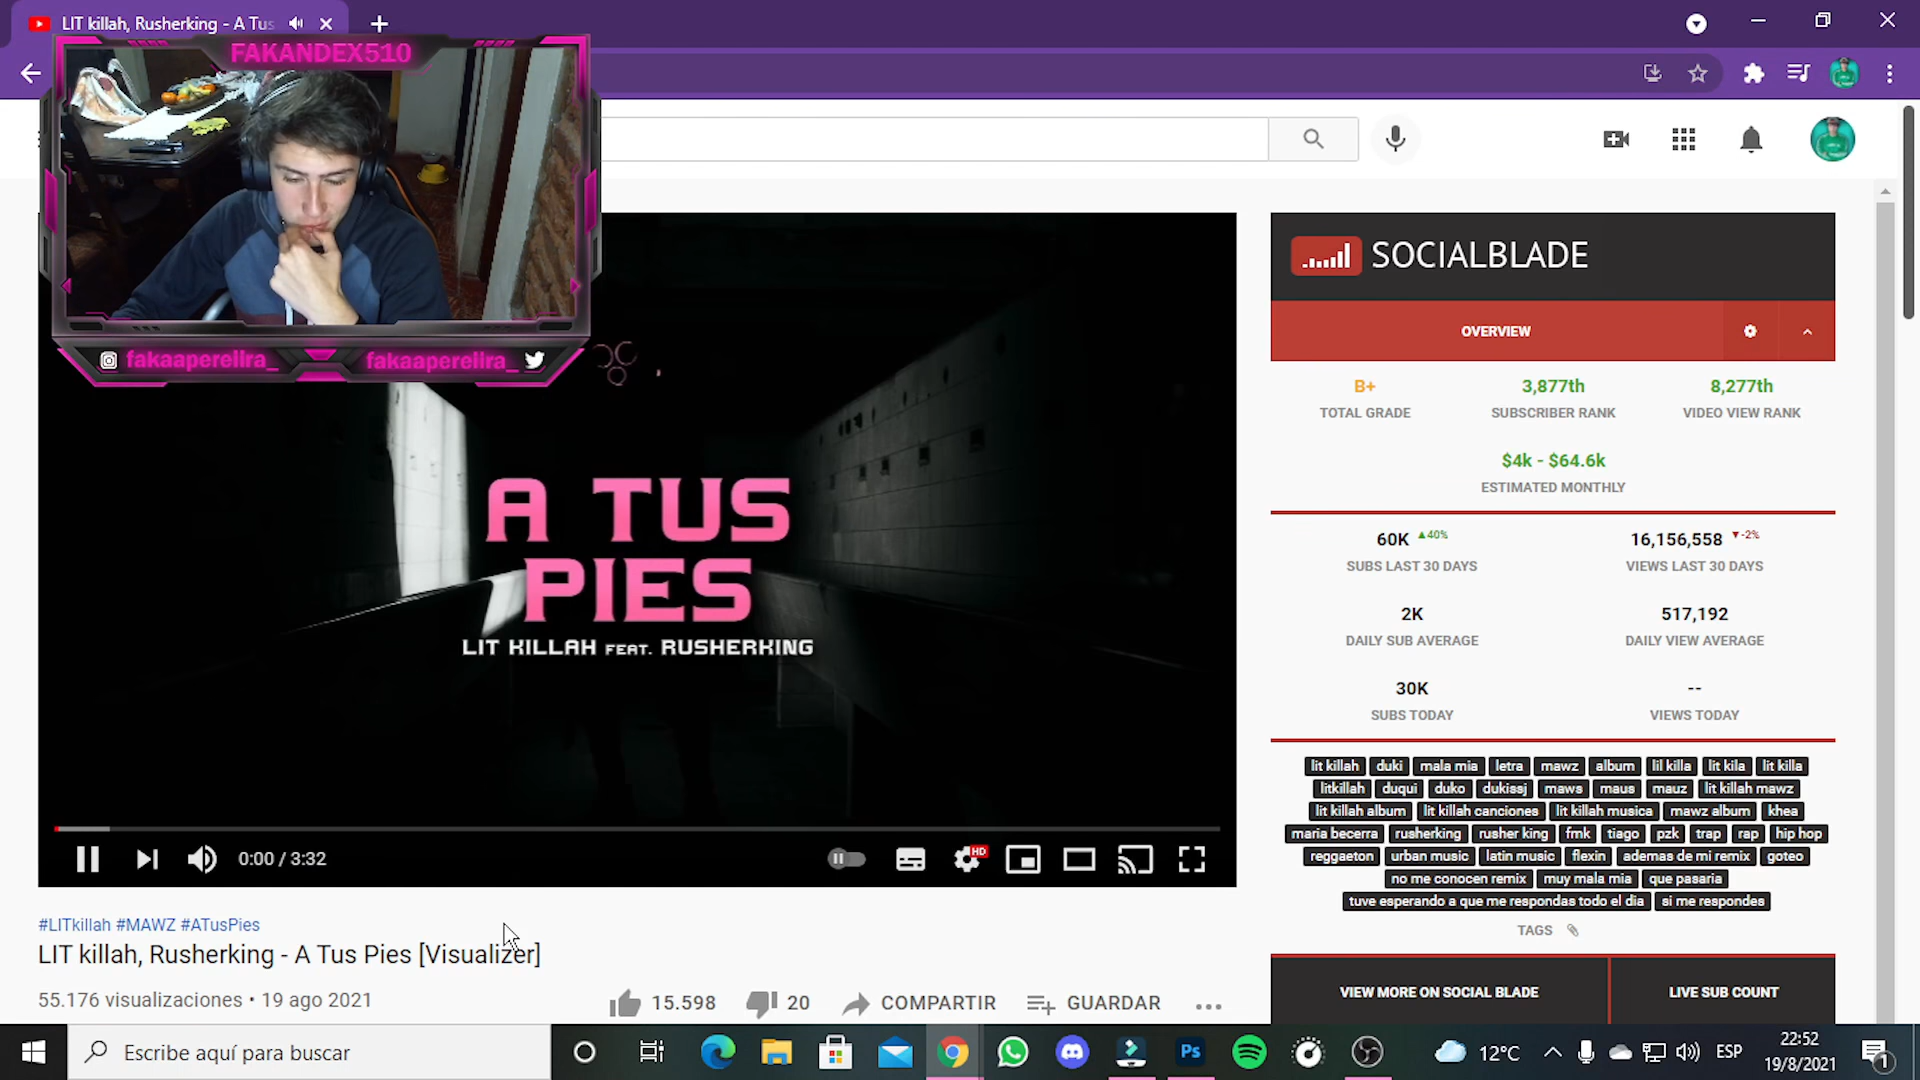 LIT killah, Rusherking - A Tus
FAKANDEX510
fakaaperellra_
fakaaperellra_
A TUS
PIES
LIT KILLAH FEAT. RUSHERKING
0:00 / 3:32
HD
#LITkillah #MAWZ #ATusPies
LIT killah, Rusherking - A Tus Pies [Visualizer]
55.176 visualizaciones • 19 ago 2021
15.598
20
COMPARTIR
GUARDAR
SOCIALBLADE
OVERVIEW
B+ 3,877th 8,277th
TOTAL GRADE SUBSCRIBER RANK VIDEO VIEW RANK
$4k - $64.6k
ESTIMATED MONTHLY
60K ▲40% 16,156,558 ▼-2%
SUBS LAST 30 DAYS VIEWS LAST 30 DAYS
2K 517,192
DAILY SUB AVERAGE DAILY VIEW AVERAGE
30K --
SUBS TODAY VIEWS TODAY
lit killah duki mala mia letra mawz album lil killa lit kila lit killa
litkillah duqui duko dukissj maws maus mauz lit killah mawz
lit killah album lit killah canciones lit killah musica mawz album khea
maria becerra rusherking rusher king fmk tiago pzk trap rap hip hop
reggaeton urban music latin music flexin ademas de mi remix goteo
no me conocen remix muy mala mia que pasaria
tuve esperando a que me respondas todo el dia si me respondes
TAGS
VIEW MORE ON SOCIAL BLADE LIVE SUB COUNT
Escribe aquí para buscar
Ps
12°C
ESP
22:52
19/8/2021
1